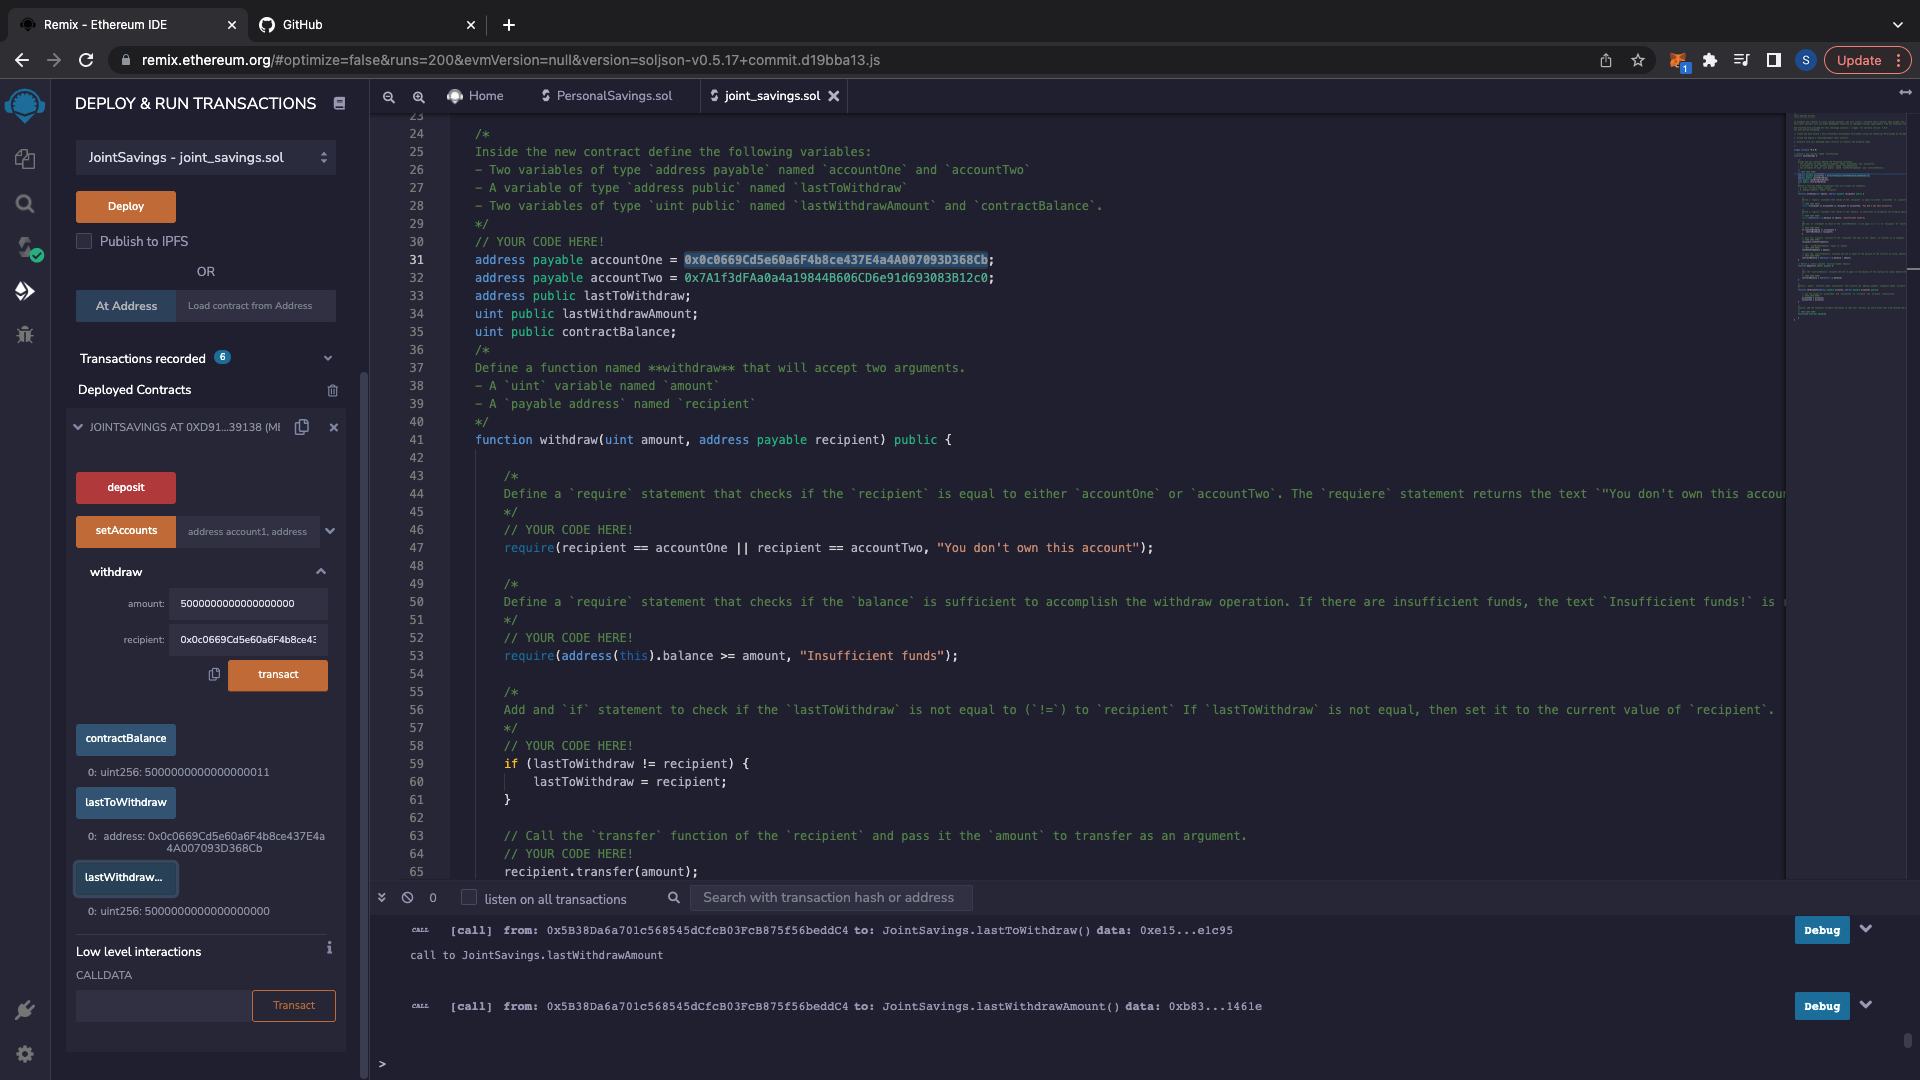 Remix - Ethereum IDE
GitHub
remix.ethereum.org/#optimize=false&runs=200&evmVersion=null&version=soljson-v0.5.17+commit.d19bba13.js
1
S
Update
DEPLOY & RUN TRANSACTIONS
JointSavings - joint_savings.sol
Deploy
Publish to IPFS
OR
At Address
Load contract from Address
Transactions recorded 6
Deployed Contracts
JOINTSAVINGS AT 0XD91...39138 (ME
deposit
setAccounts
address account1, address
withdraw
amount:
5000000000000000000
recipient:
0x0c0669Cd5e60a6F4b8ce43
transact
contractBalance
0: uint256: 5000000000000000011
lastToWithdraw
0: address: 0x0c0669Cd5e60a6F4b8ce437E4a
4A007093D368Cb
lastWithdraw...
0: uint256: 5000000000000000000
Low level interactions
CALLDATA
Transact
Home
PersonalSavings.sol
joint_savings.sol
23
24 /*
25 Inside the new contract define the following variables:
26 - Two variables of type `address payable` named `accountOne` and `accountTwo`
27 - A variable of type `address public` named `lastToWithdraw`
28 - Two variables of type `uint public` named `lastWithdrawAmount` and `contractBalance`.
29 */
30 // YOUR CODE HERE!
31 address payable accountOne = 0x0c0669Cd5e60a6F4b8ce437E4a4A007093D368Cb;
32 address payable accountTwo = 0x7A1f3dFAa0a4a19844B606CD6e91d693083B12c0;
33 address public lastToWithdraw;
34 uint public lastWithdrawAmount;
35 uint public contractBalance;
36 /*
37 Define a function named **withdraw** that will accept two arguments.
38 - A `uint` variable named `amount`
39 - A `payable address` named `recipient`
40 */
41 function withdraw(uint amount, address payable recipient) public {
42
43 /*
44 Define a `require` statement that checks if the `recipient` is equal to either `accountOne` or `accountTwo`. The `requiere` statement returns the text `"You don't own this accou
45 */
46 // YOUR CODE HERE!
47 require(recipient == accountOne || recipient == accountTwo, "You don't own this account");
48
49 /*
50 Define a `require` statement that checks if the `balance` is sufficient to accomplish the withdraw operation. If there are insufficient funds, the text `Insufficient funds!` is
51 */
52 // YOUR CODE HERE!
53 require(address(this).balance >= amount, "Insufficient funds");
54
55 /*
56 Add and `if` statement to check if the `lastToWithdraw` is not equal to (`!=`) to `recipient` If `lastToWithdraw` is not equal, then set it to the current value of `recipient`.
57 */
58 // YOUR CODE HERE!
59 if (lastToWithdraw != recipient) {
60 lastToWithdraw = recipient;
61 }
62
63 // Call the `transfer` function of the `recipient` and pass it the `amount` to transfer as an argument.
64 // YOUR CODE HERE!
65 recipient.transfer(amount);
0
listen on all transactions
Search with transaction hash or address
CALL [call] from: 0x5B38Da6a701c568545dCfcB03FcB875f56beddC4 to: JointSavings.lastToWithdraw() data: 0xe15...e1c95
Debug
call to JointSavings.lastWithdrawAmount
CALL [call] from: 0x5B38Da6a701c568545dCfcB03FcB875f56beddC4 to: JointSavings.lastWithdrawAmount() data: 0xb83...1461e
Debug
>